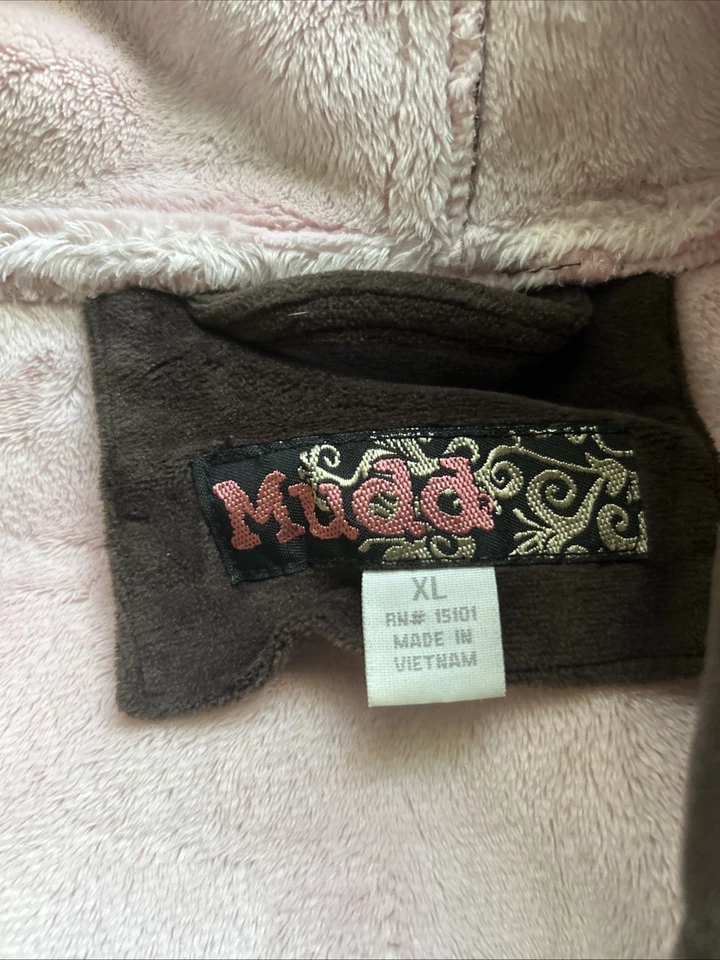 Mudd
XL
RN# 15101
MADE IN
VIETNAM